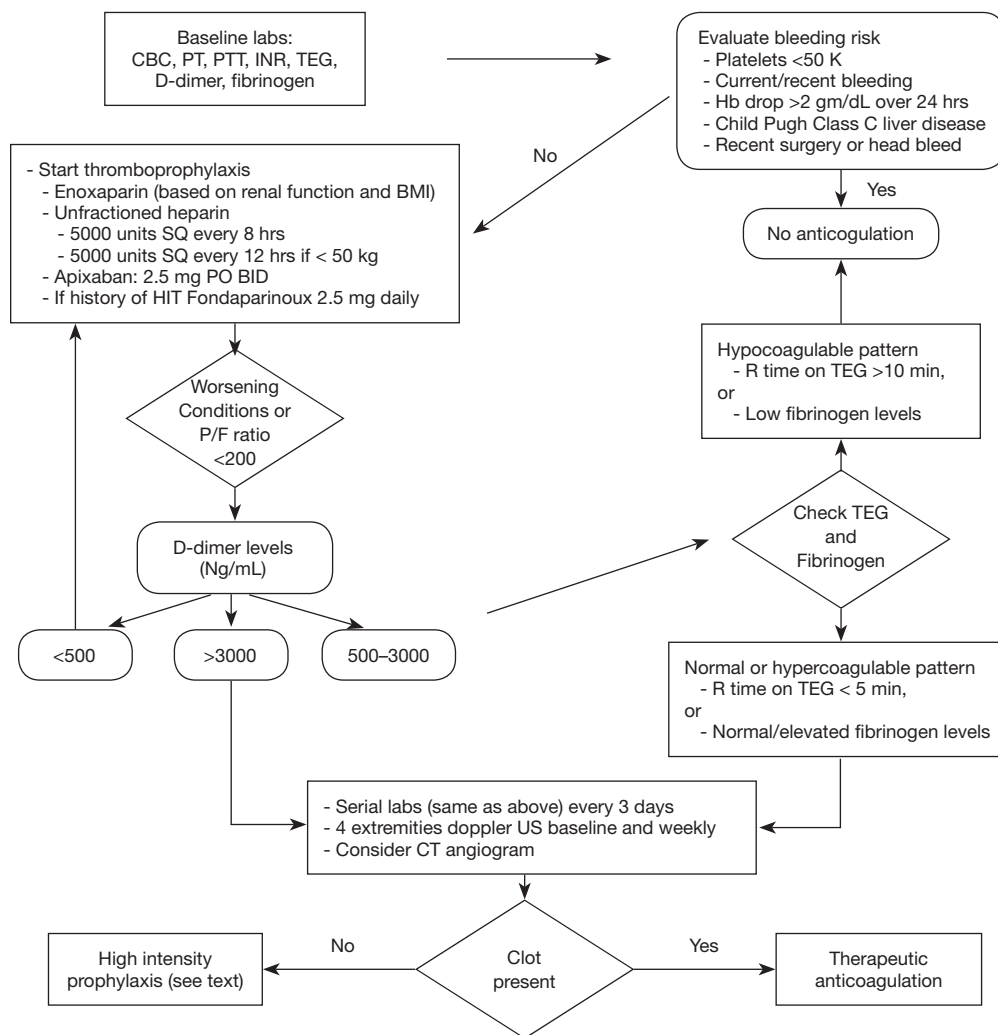 Baseline labs:
CBC, PT, PTT, INR, TEG,
D-dimer, fibrinogen
Evaluate bleeding risk
- Platelets <50 K
- Current/recent bleeding
- Hb drop >2 gm/dL over 24 hrs
- Child Pugh Class C liver disease
- Recent surgery or head bleed
No
Yes
- Start thromboprophylaxis
- Enoxaparin (based on renal function and BMI)
- Unfractioned heparin
- 5000 units SQ every 8 hrs
- 5000 units SQ every 12 hrs if < 50 kg
- Apixaban: 2.5 mg PO BID
- If history of HIT Fondaparinoux 2.5 mg daily
No anticogulation
Hypocoagulable pattern
- R time on TEG >10 min,
or
- Low fibrinogen levels
Worsening
Conditions or
P/F ratio
<200
Check TEG
and
Fibrinogen
D-dimer levels
(Ng/mL)
<500
>3000
500–3000
Normal or hypercoagulable pattern
- R time on TEG < 5 min,
or
- Normal/elevated fibrinogen levels
- Serial labs (same as above) every 3 days
- 4 extremities doppler US baseline and weekly
- Consider CT angiogram
No
Yes
High intensity
prophylaxis (see text)
Clot
present
Therapeutic
anticoagulation